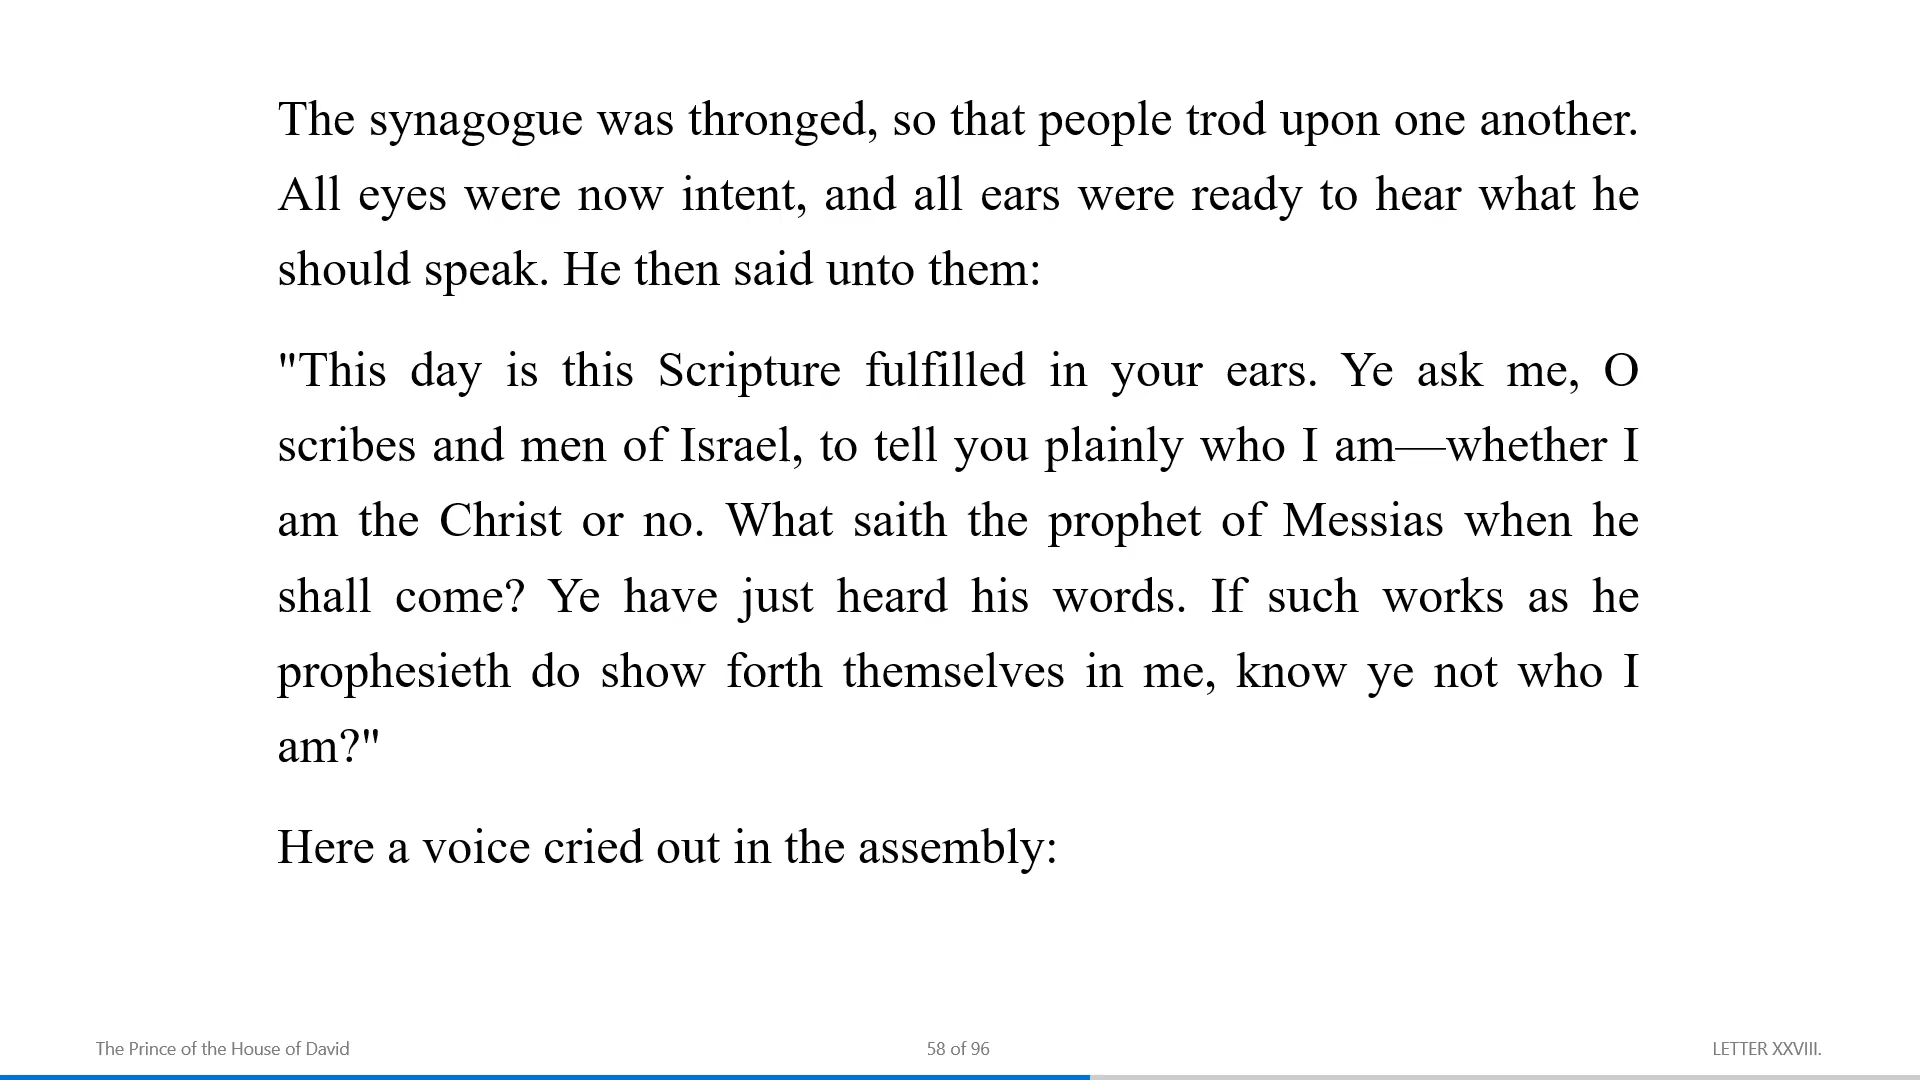 The synagogue was thronged, so that people trod upon one another.
All eyes were now intent, and all ears were ready to hear what he
should speak. He then said unto them:
"This day is this Scripture fulfilled in your ears. Ye ask me, O
scribes and men of Israel, to tell you plainly who I am—whether I
am the Christ or no. What saith the prophet of Messias when he
shall come? Ye have just heard his words. If such works as he
prophesieth do show forth themselves in me, know ye not who I
am?"
Here a voice cried out in the assembly:
The Prince of the House of David
58 of 96
LETTER XXVIII.